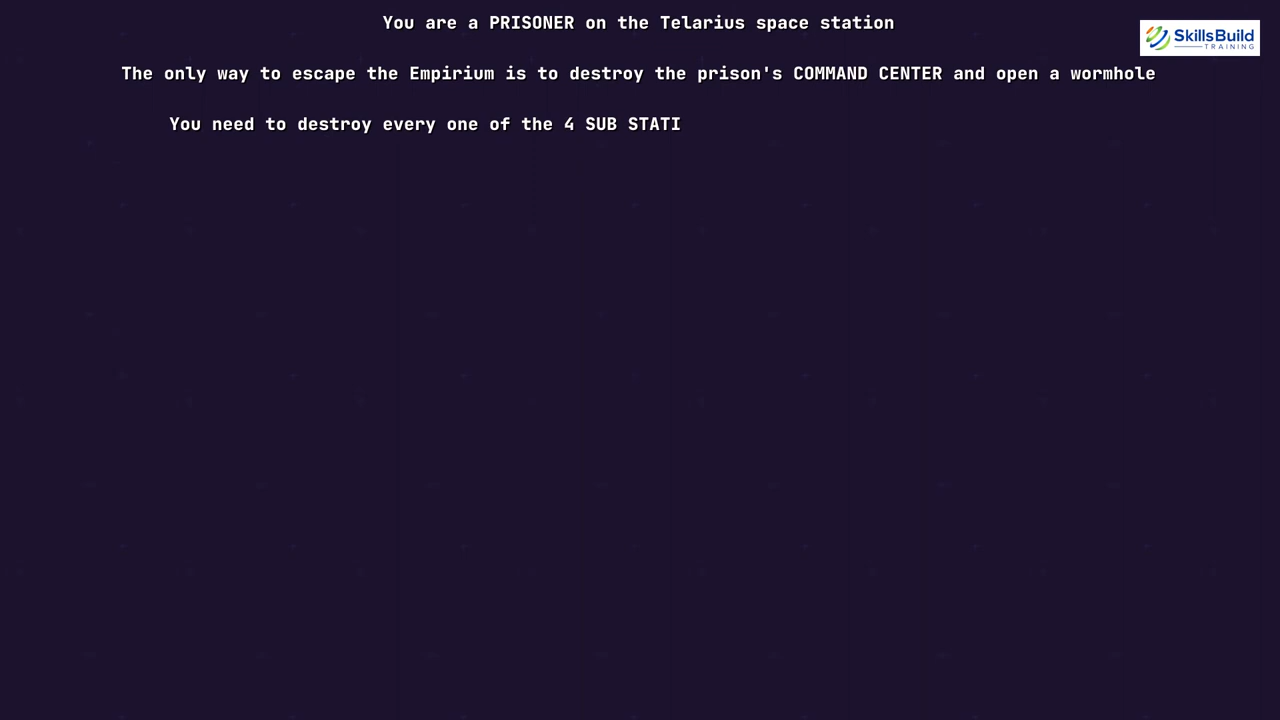 You are a PRISONER on the Telarius space station
SkillsBuild
TRAINING
The only way to escape the Empirium is to destroy the prison's COMMAND CENTER and open a wormhole
You need to destroy every one of the 4 SUB STATI